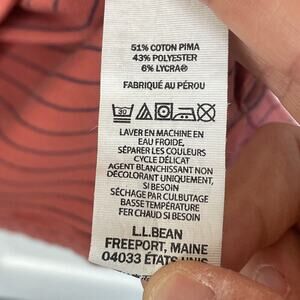 51% COTON PIMA
43% POLYESTER
6% LYCRA®
FABRIQUÉ AU PÉROU
30
LAVER EN MACHINE EN
EAU FROIDE,
SÉPARER LES COULEURS
CYCLE DÉLICAT
AGENT BLANCHISSANT NON
DÉCOLORANT UNIQUEMENT,
SI BESOIN
SÉCHAGE PAR CULBUTAGE
BASSE TEMPÉRATURE
FER CHAUD SI BESOIN
L.L.BEAN
FREEPORT, MAINE
04033 ÉTATS-UNIS